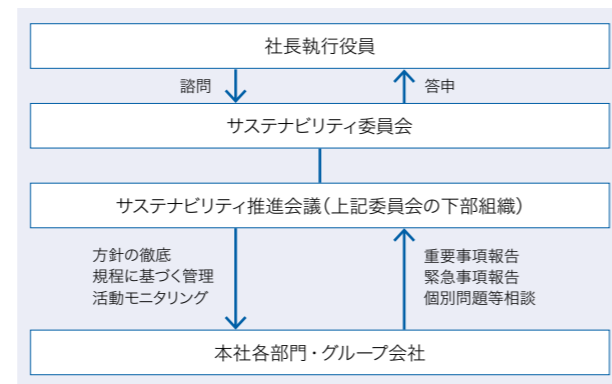 社長執行役員
諮問
答申
サステナビリティ委員会
サステナビリティ推進会議（上記委員会の下部組織）
方針の徹底
規程に基づく管理
活動モニタリング
重要事項報告
緊急事項報告
個別問題等相談
本社各部門・グループ会社